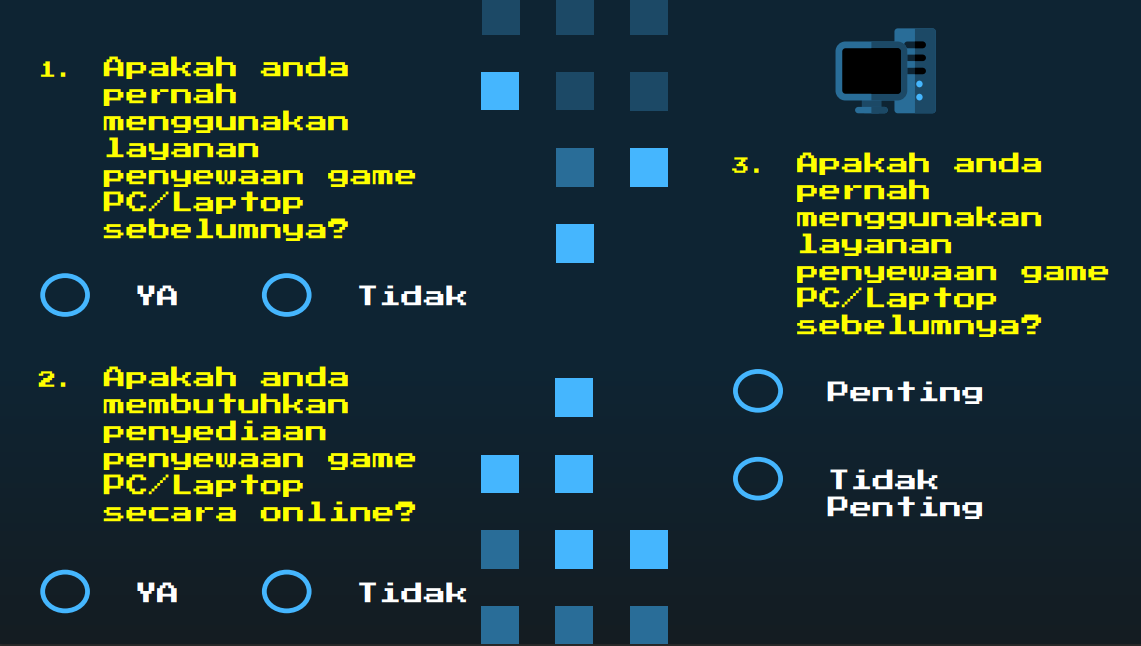 1. Apakah anda
pernah
menggunakan
layanan
penyewaan game
PC/Laptop
sebelumnya?
YA Tidak
2. Apakah anda
membutuhkan
penyediaan
penyewaan game
PC/Laptop
secara online?
YA Tidak
3. Apakah anda
pernah
menggunakan
layanan
penyewaan game
PC/Laptop
sebelumnya?
Penting
Tidak
Penting